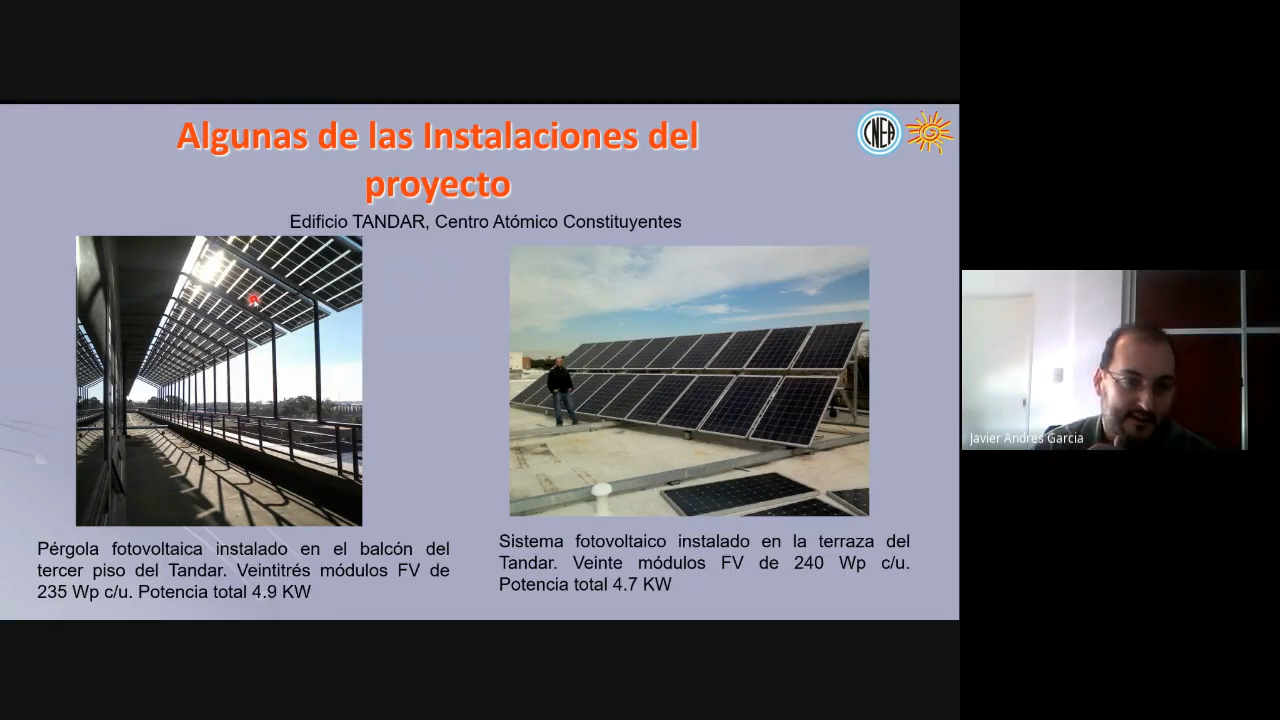 Algunas de las Instalaciones del
proyecto
CNEA
Edificio TANDAR, Centro Atómico Constituyentes
Pérgola fotovoltaica instalado en el balcón del
tercer piso del Tandar. Veintitrés módulos FV de
235 Wp c/u. Potencia total 4.9 KW
Sistema fotovoltaico instalado en la terraza del
Tandar. Veinte módulos FV de 240 Wp c/u.
Potencia total 4.7 KW
Javier Andres Garcia